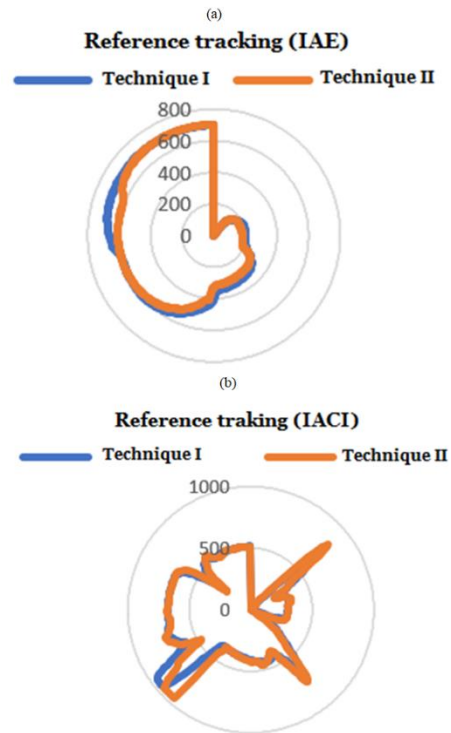 (a)
Reference tracking (IAE)
Technique I Technique II
800
600
400
200
0
(b)
Reference traking (IACI)
Technique I Technique II
1000
500
0